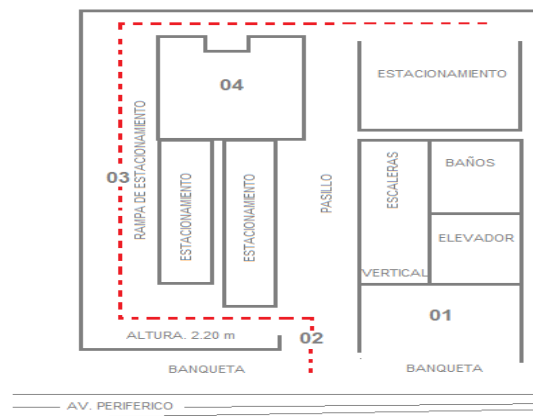 ESTACIONAMIENTO
04
RAMPA DE ESTACIONAMIENTO
03
ESTACIONAMIENTO
ESTACIONAMIENTO
PASILLO
ESCALERAS
BAÑOS
ELEVADOR
VERTICAL
01
ALTURA. 2.20 m
02
BANQUETA
BANQUETA
AV. PERIFERICO